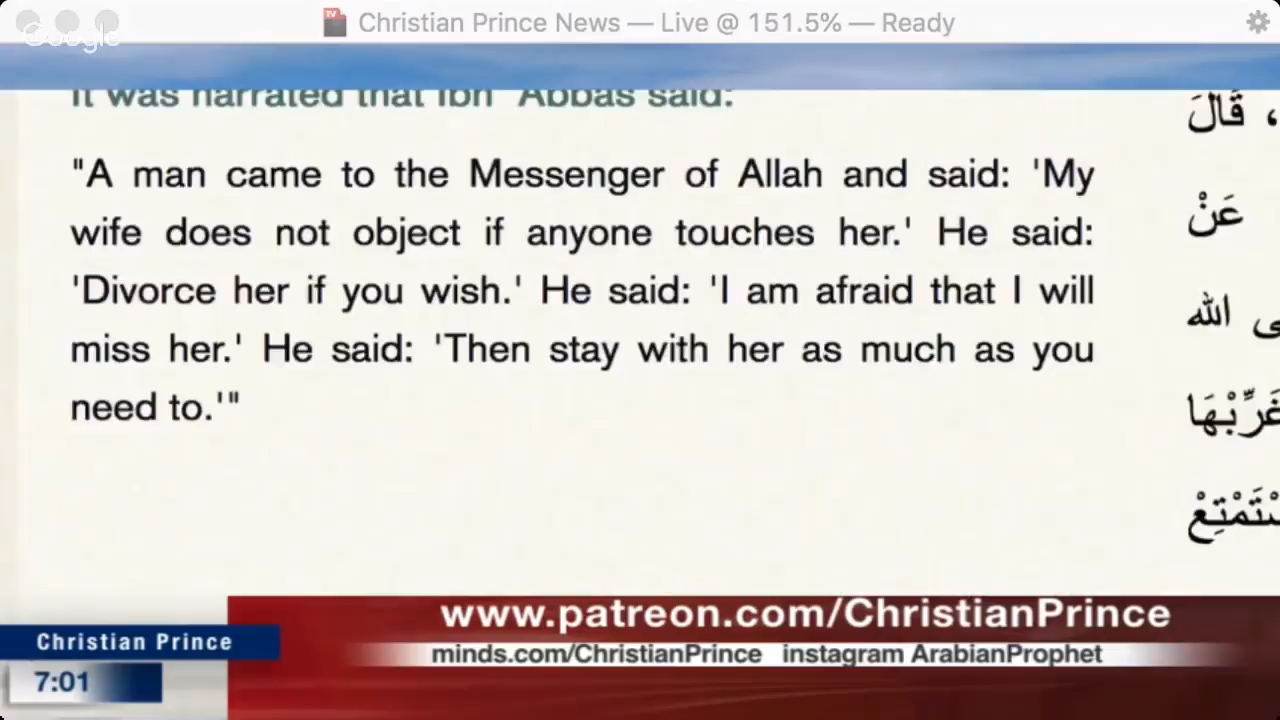 Christian Prince News — Live @ 151.5% — Ready
Google
It was narrated that Ibn 'Abbas said:
"A man came to the Messenger of Allah and said: 'My
wife does not object if anyone touches her.' He said:
'Divorce her if you wish.' He said: 'I am afraid that I will
miss her.' He said: 'Then stay with her as much as you
need to.'"
، قَالَ
عَنْ
ى الله
غَرِّبْهَا
سْتَمْتِعْ
www.patreon.com/ChristianPrince
Christian Prince
minds.com/ChristianPrince instagram ArabianProphet
7:01